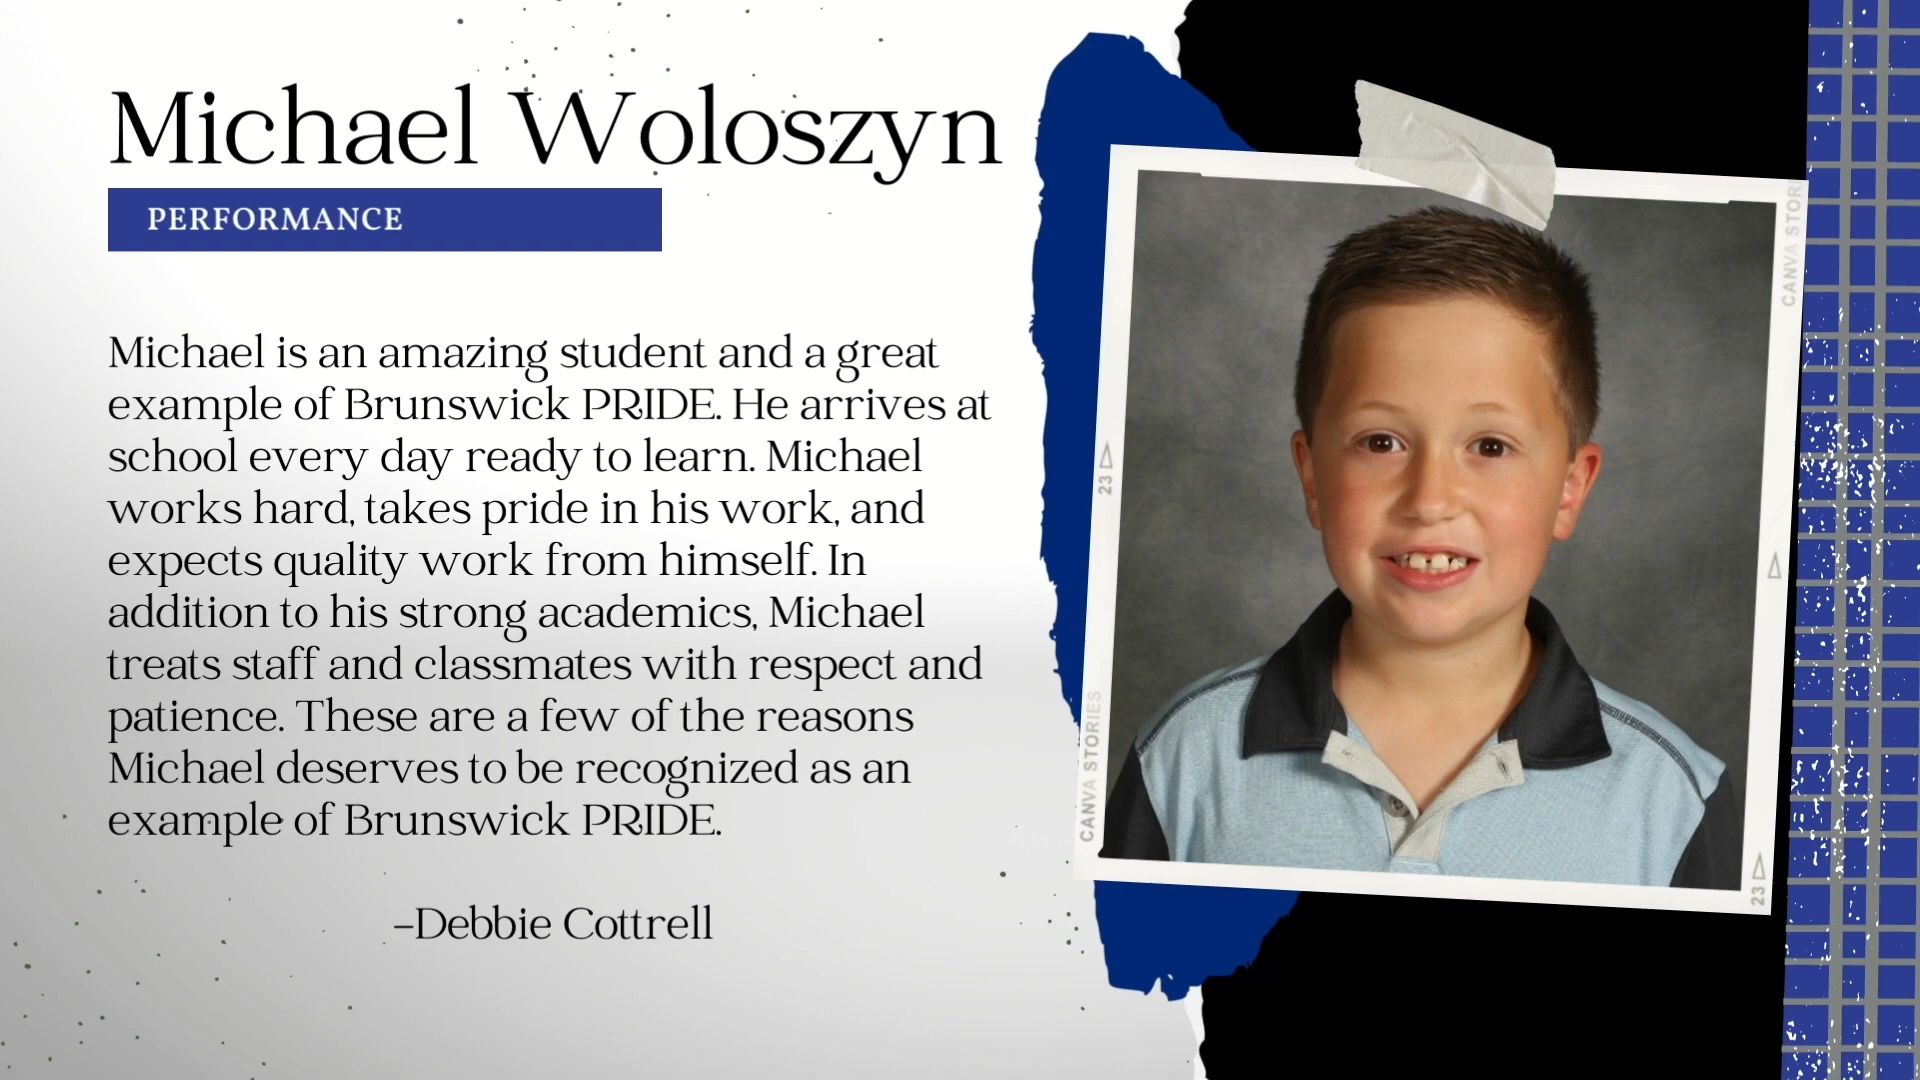 Michael Woloszyn
PERFORMANCE
Michael is an amazing student and a great
example of Brunswick PRIDE. He arrives at
school every day ready to learn. Michael
works hard, takes pride in his work, and
expects quality work from himself. In
addition to his strong academics, Michael
treats staff and classmates with respect and
patience. These are a few of the reasons
Michael deserves to be recognized as an
example of Brunswick PRIDE.
–Debbie Cottrell
CANVA STORIES
23
CANVA STORI
23